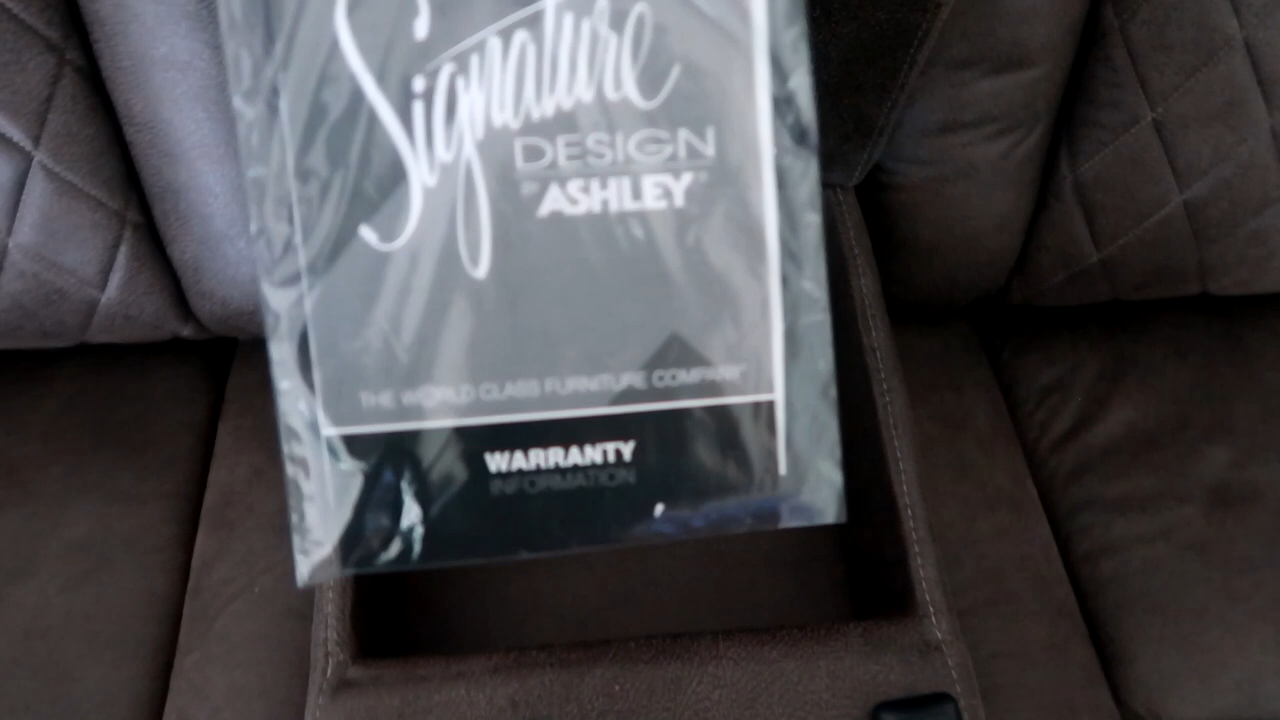 Signature
DESIGN
BY ASHLEY
THE WORLD CLASS FURNITURE COMPANY
WARRANTY
INFORMATION